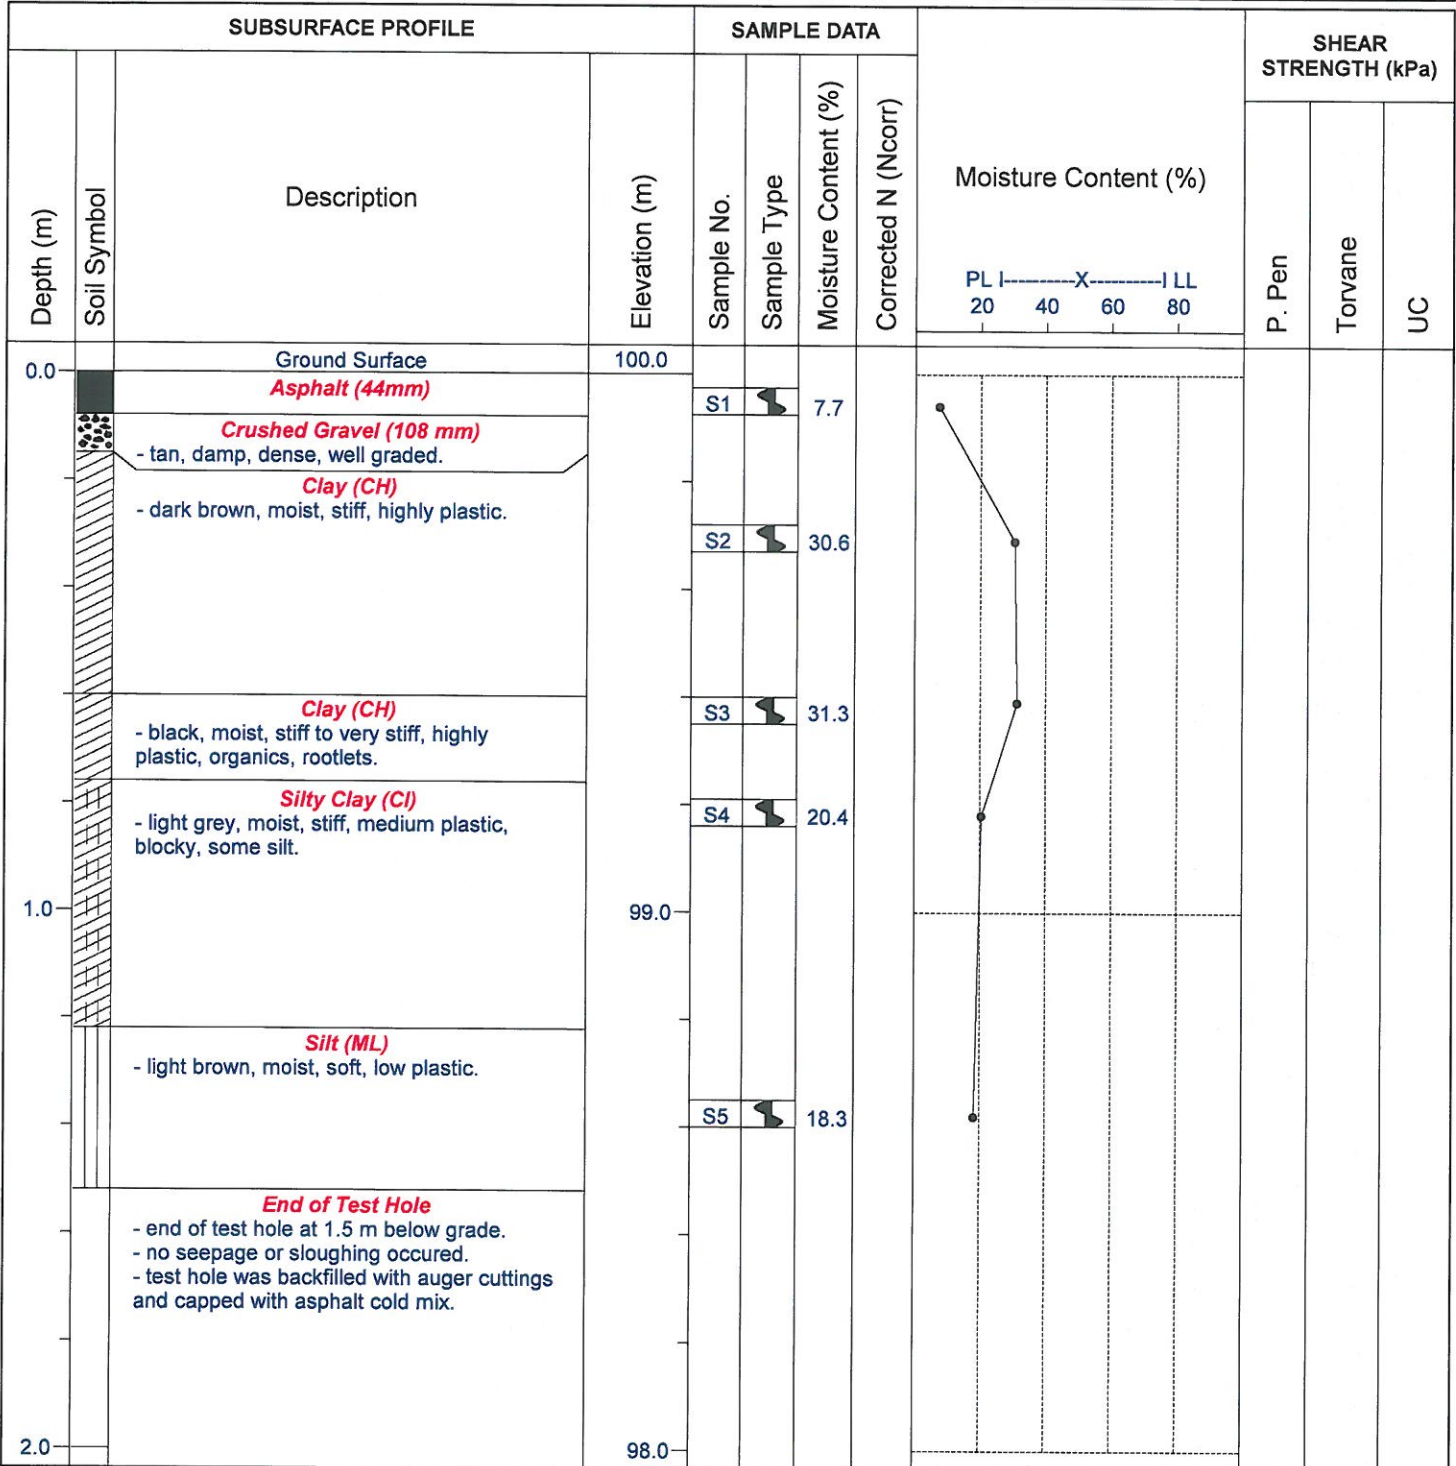 SUBSURFACE PROFILE
SAMPLE DATA
SHEAR
STRENGTH (kPa)
Depth (m)
Soil Symbol
Description
Elevation (m)
Sample No.
Sample Type
Moisture Content (%)
Corrected N (Ncorr)
Moisture Content (%)
PL I----------X----------I LL
20 40 60 80
P. Pen
Torvane
UC
0.0
Ground Surface
100.0
Asphalt (44mm)
S1 7.7
Crushed Gravel (108 mm)
- tan, damp, dense, well graded.
Clay (CH)
- dark brown, moist, stiff, highly plastic.
S2 30.6
Clay (CH)
- black, moist, stiff to very stiff, highly
plastic, organics, rootlets.
S3 31.3
Silty Clay (CI)
- light grey, moist, stiff, medium plastic,
blocky, some silt.
S4 20.4
1.0
99.0
Silt (ML)
- light brown, moist, soft, low plastic.
S5 18.3
End of Test Hole
- end of test hole at 1.5 m below grade.
- no seepage or sloughing occured.
- test hole was backfilled with auger cuttings
and capped with asphalt cold mix.
2.0
98.0